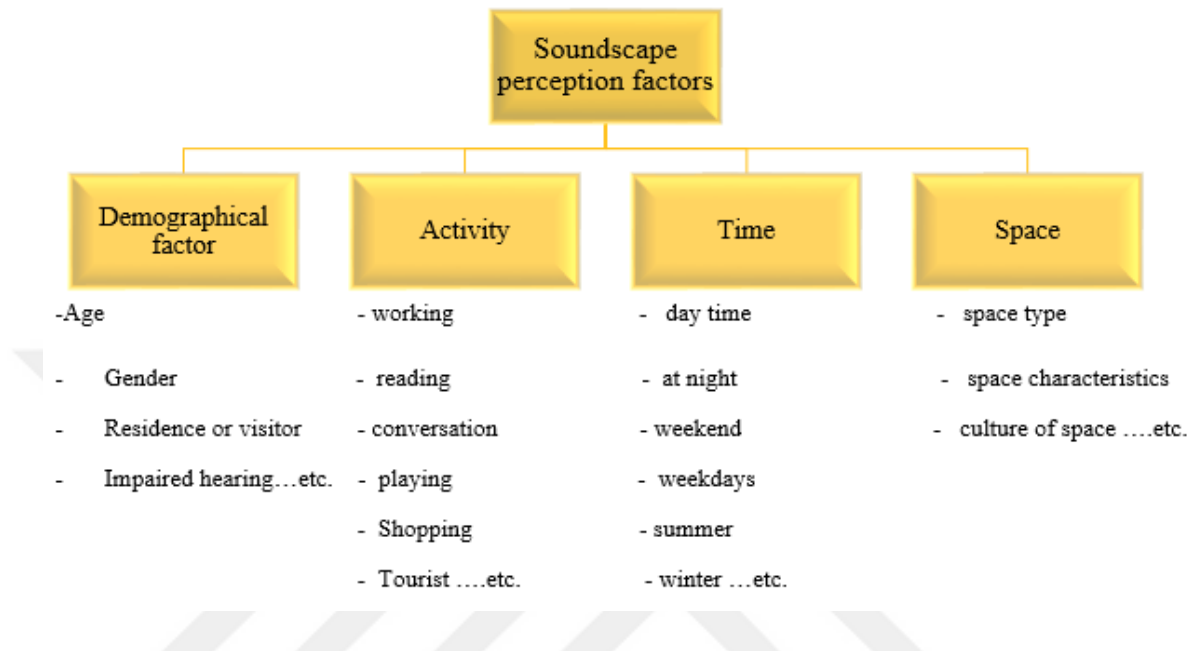 Soundscape
perception factors
Demographical
factor
-Age
- Gender
- Residence or visitor
- Impaired hearing...etc.
Activity
- working
- reading
- conversation
- playing
- Shopping
- Tourist ....etc.
Time
- day time
- at night
- weekend
- weekdays
- summer
- winter ...etc.
Space
- space type
- space characteristics
- culture of space ....etc.